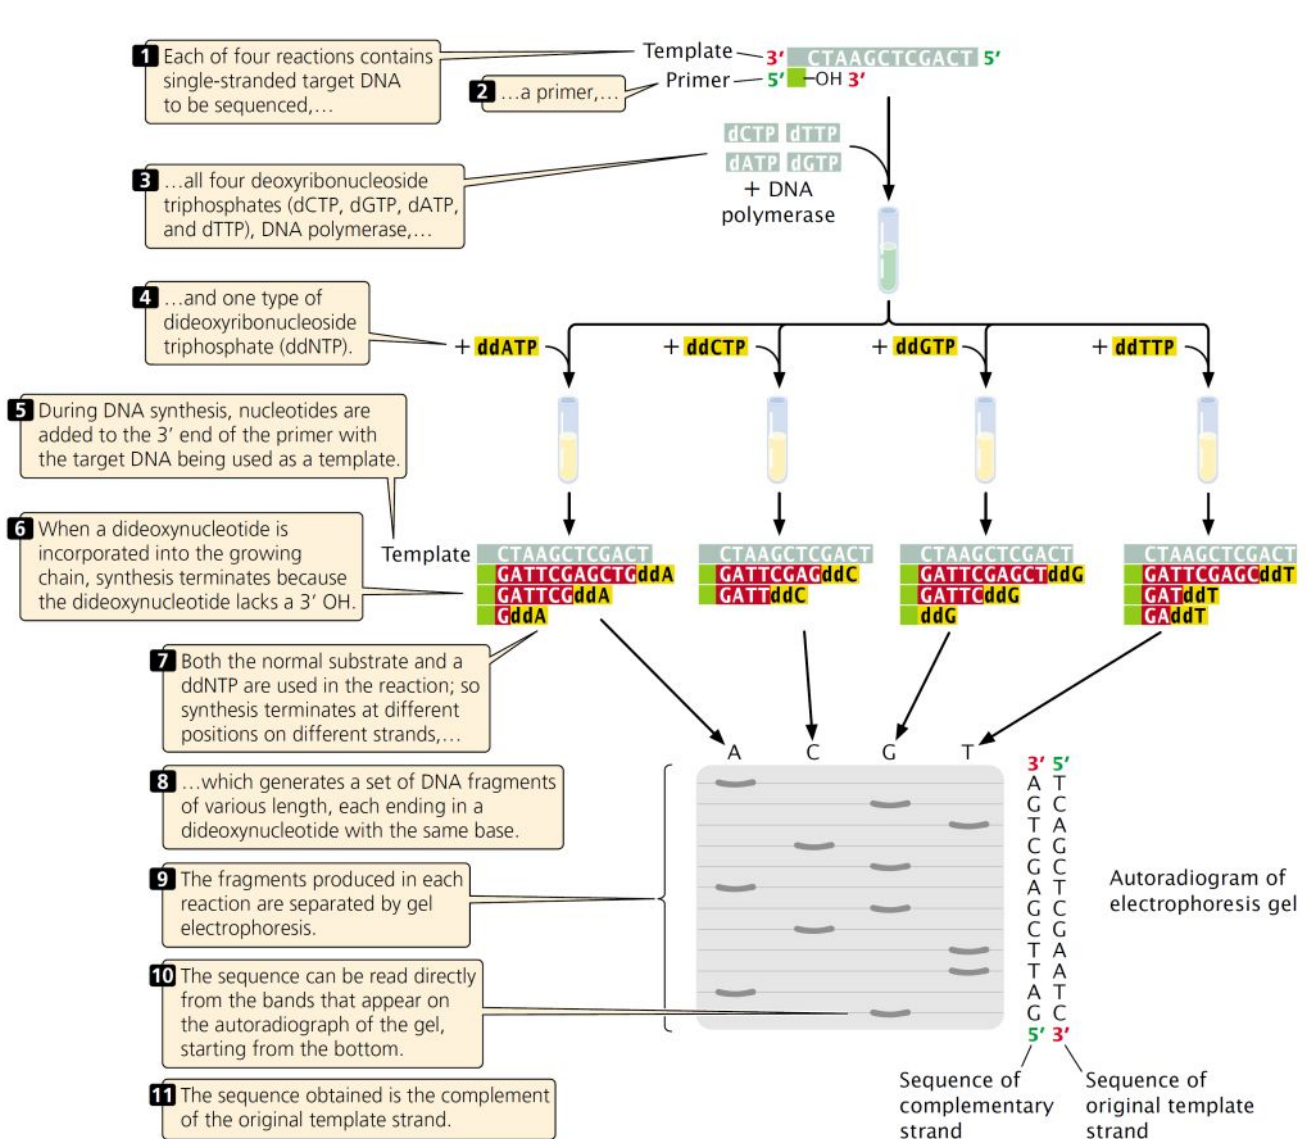 1 Each of four reactions contains
single-stranded target DNA
to be sequenced,…
Template 3′ CTAAGCTCGACT 5′
2 …a primer,…
Primer 5′ –OH 3′
dCTP dTTP
dATP dGTP
+ DNA
polymerase
3 …all four deoxyribonucleoside
triphosphates (dCTP, dGTP, dATP,
and dTTP), DNA polymerase,…
4 …and one type of
dideoxyribonucleoside
triphosphate (ddNTP).
+ ddATP + ddCTP + ddGTP + ddTTP
5 During DNA synthesis, nucleotides are
added to the 3′ end of the primer with
the target DNA being used as a template.
6 When a dideoxynucleotide is
incorporated into the growing
chain, synthesis terminates because
the dideoxynucleotide lacks a 3′ OH.
Template CTAAGCTCGACT CTAAGCTCGACT CTAAGCTCGACT CTAAGCTCGACT
GATTCGAGCTGddA GATTCGAGddC GATTCGAGCTddG GATTCGAGCddT
GATTCGddA GATTddC GATTCddG GATddT
GddA ddG GAddT
7 Both the normal substrate and a
ddNTP are used in the reaction; so
synthesis terminates at different
positions on different strands,…
8 …which generates a set of DNA fragments
of various length, each ending in a
dideoxynucleotide with the same base.
9 The fragments produced in each
reaction are separated by gel
electrophoresis.
10 The sequence can be read directly
from the bands that appear on
the autoradiograph of the gel,
starting from the bottom.
11 The sequence obtained is the complement
of the original template strand.
A C G T
3′ 5′
A T
G C
T A
C G
G C
A T
G C
C G
T A
T A
A T
G C
5′ 3′
Autoradiogram of
electrophoresis gel
Sequence of
complementary
strand
Sequence of
original template
strand